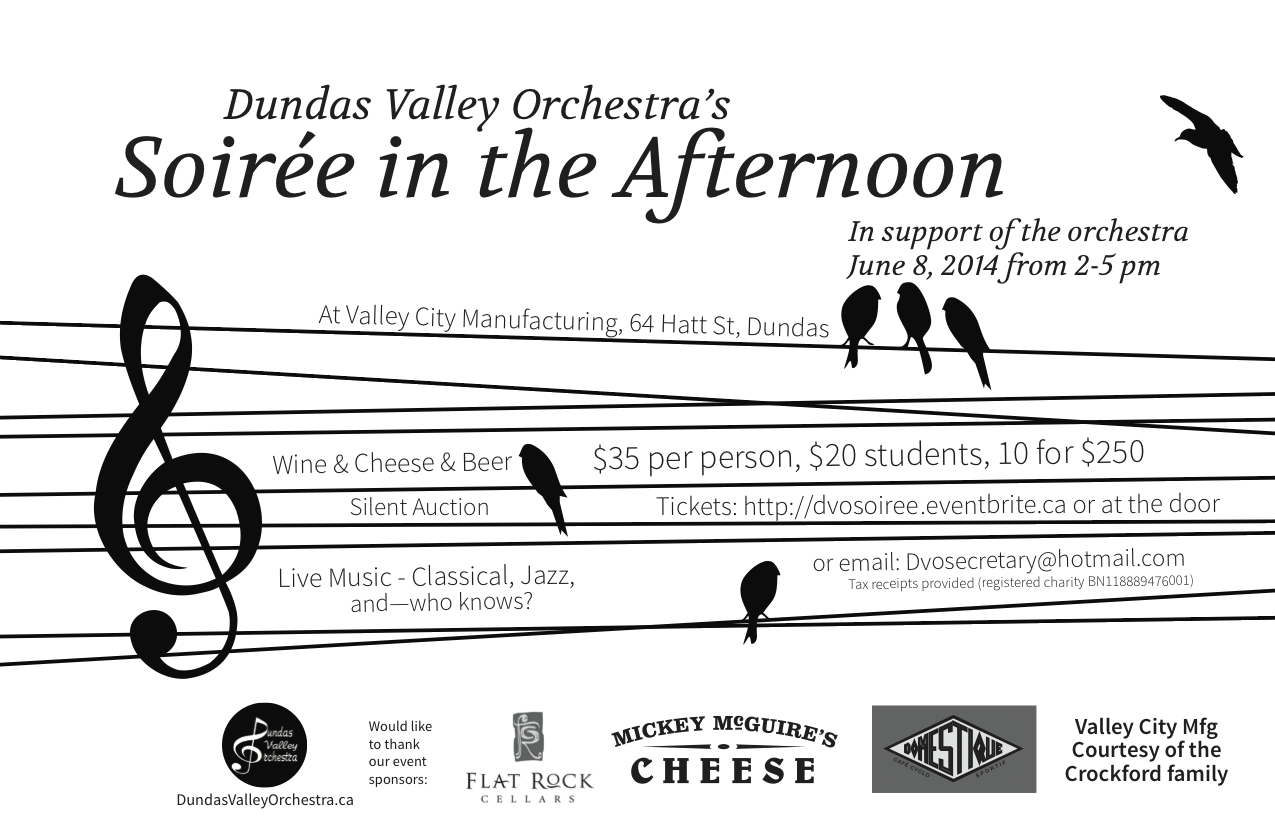 Dundas Valley Orchestra's
Soirée in the Afternoon
In support of the orchestra
June 8, 2014 from 2-5 pm
At Valley City Manufacturing, 64 Hatt St, Dundas
Wine & Cheese & Beer
$35 per person, $20 students, 10 for $250
Silent Auction
Tickets: http://dvosoiree.eventbrite.ca or at the door
Live Music - Classical, Jazz,
and—who knows?
or email: Dvosecretary@hotmail.com
Tax receipts provided (registered charity BN118889476001)
Dundas
Valley
Orchestra
DundasValleyOrchestra.ca
Would like
to thank
our event
sponsors:
FLAT ROCK
CELLARS
MICKEY McGUIRE'S
CHEESE
DOMESTIQUE
CAFÉ CYCLO SPORTIF
Valley City Mfg
Courtesy of the
Crockford family